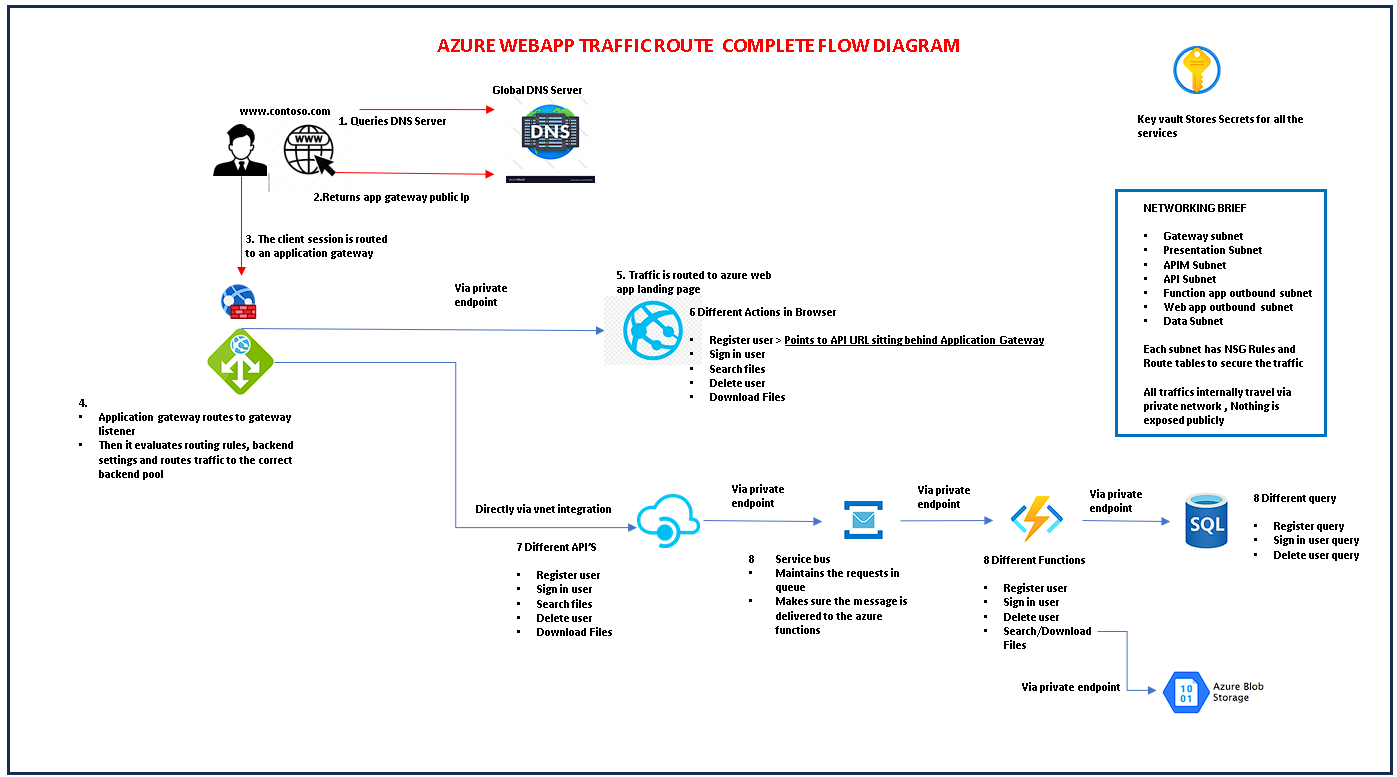 AZURE WEBAPP TRAFFIC ROUTE COMPLETE FLOW DIAGRAM
Global DNS Server
www.contoso.com
1. Queries DNS Server
WWW
DNS
2.Returns app gateway public Ip
Key vault Stores Secrets for all the
services
3. The client session is routed
to an application gateway
Via private
endpoint
5. Traffic is routed to azure web
app landing page
6 Different Actions in Browser
• Register user > Points to API URL sitting behind Application Gateway
• Sign in user
• Search files
• Delete user
• Download Files
NETWORKING BRIEF
• Gateway subnet
• Presentation Subnet
• APIM Subnet
• API Subnet
• Function app outbound subnet
• Web app outbound subnet
• Data Subnet
Each subnet has NSG Rules and
Route tables to secure the traffic
All traffics internally travel via
private network , Nothing is
exposed publicly
4.
• Application gateway routes to gateway
listener
• Then it evaluates routing rules, backend
settings and routes traffic to the correct
backend pool
Directly via vnet integration
7 Different API'S
• Register user
• Sign in user
• Search files
• Delete user
• Download Files
Via private
endpoint
8 Service bus
• Maintains the requests in
queue
• Makes sure the message is
delivered to the azure
functions
Via private
endpoint
8 Different Functions
• Register user
• Sign in user
• Delete user
• Search/Download
Files
Via private
endpoint
SQL
8 Different query
• Register query
• Sign in user query
• Delete user query
Via private endpoint
10
01
Azure Blob
Storage